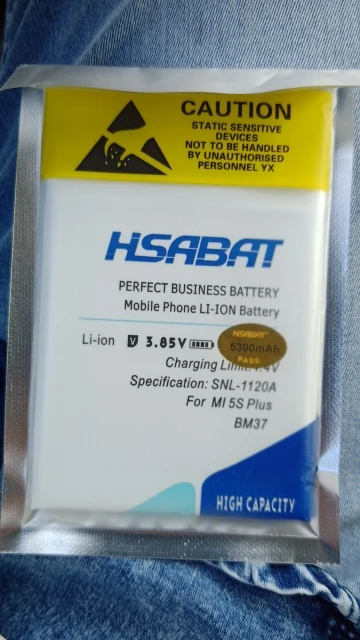 CAUTION
STATIC SENSITIVE
DEVICES
NOT TO BE HANDLED
BY UNAUTHORISED
PERSONNEL YX
HSABAT
PERFECT BUSINESS BATTERY
Mobile Phone LI-ION Battery
Li-ion 3.85V
HSABAT
5300mAh
PASS
Charging Limit: 4.4V
Specification: SNL-1120A
For MI 5S Plus
BM37
HIGH CAPACITY